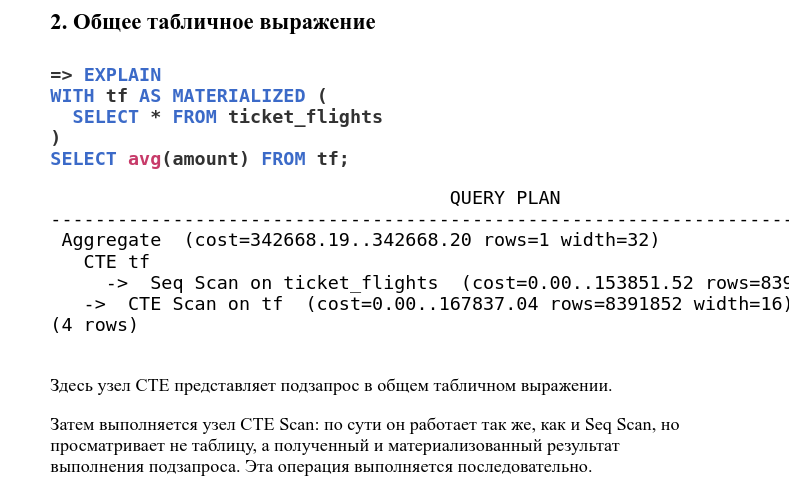 2. Общее табличное выражение
=> EXPLAIN
WITH tf AS MATERIALIZED (
  SELECT * FROM ticket_flights
)
SELECT avg(amount) FROM tf;
QUERY PLAN
-------------------------------------------------------------------
 Aggregate  (cost=342668.19..342668.20 rows=1 width=32)
   CTE tf
     ->  Seq Scan on ticket_flights  (cost=0.00..153851.52 rows=839
   ->  CTE Scan on tf  (cost=0.00..167837.04 rows=8391852 width=16)
(4 rows)
Здесь узел CTE представляет подзапрос в общем табличном выражении.
Затем выполняется узел CTE Scan: по сути он работает так же, как и Seq Scan, но
просматривает не таблицу, а полученный и материализованный результат
выполнения подзапроса. Эта операция выполняется последовательно.